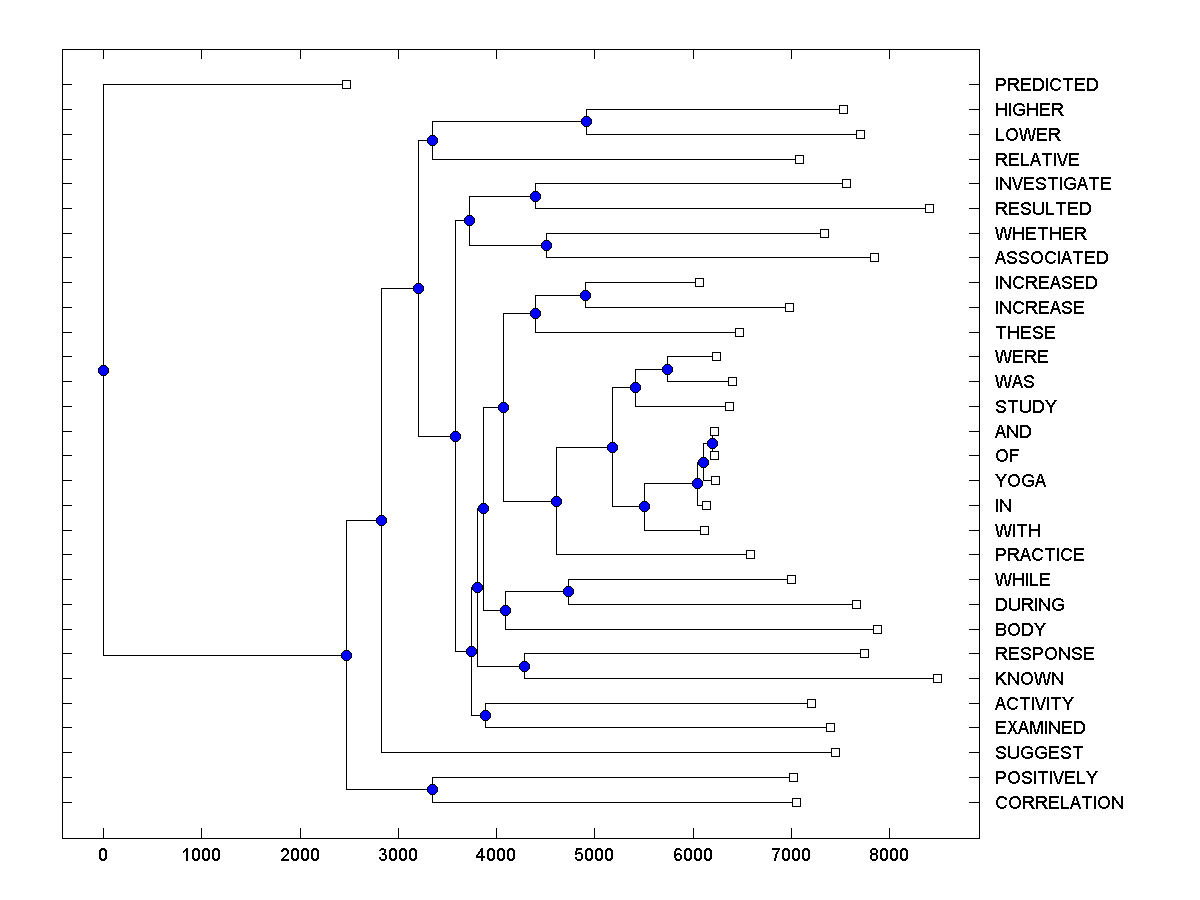 PREDICTED
HIGHER
LOWER
RELATIVE
INVESTIGATE
RESULTED
WHETHER
ASSOCIATED
INCREASED
INCREASE
THESE
WERE
WAS
STUDY
AND
OF
YOGA
IN
WITH
PRACTICE
WHILE
DURING
BODY
RESPONSE
KNOWN
ACTIVITY
EXAMINED
SUGGEST
POSITIVELY
CORRELATION
0 1000 2000 3000 4000 5000 6000 7000 8000